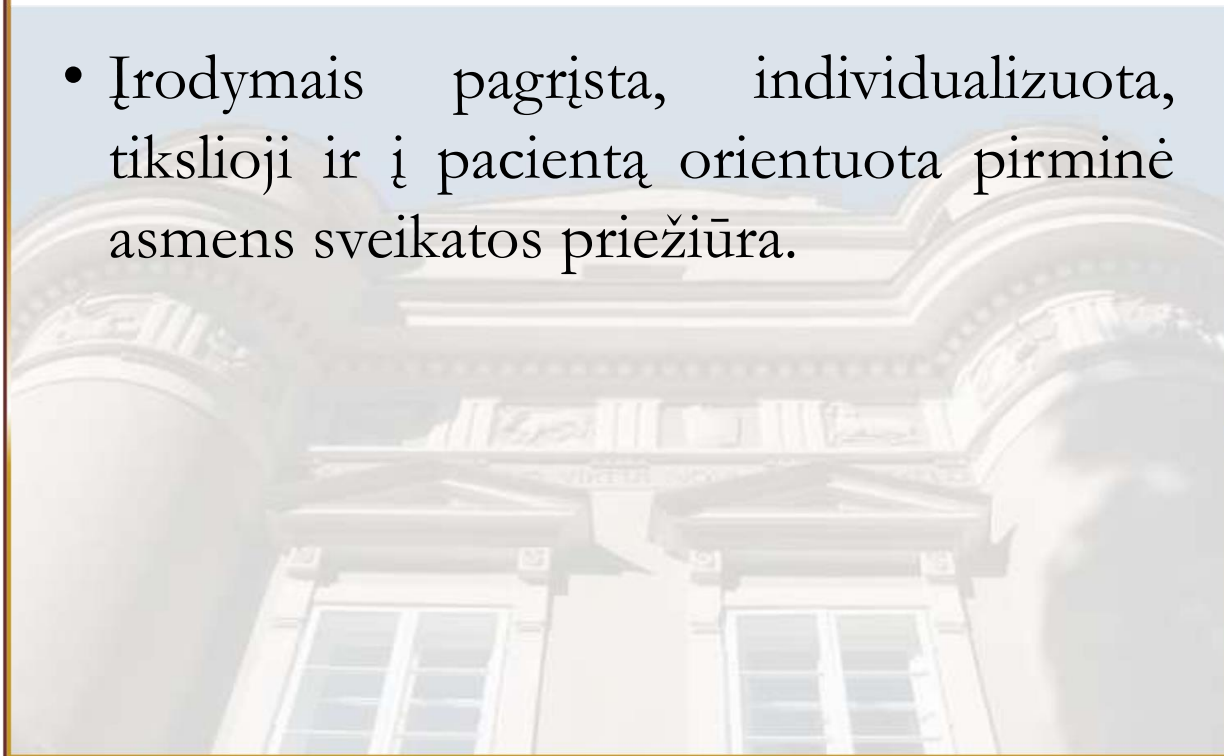 • Įrodymais pagrįsta, individualizuota,
tikslioji ir į pacientą orientuota pirminė
asmens sveikatos priežiūra.